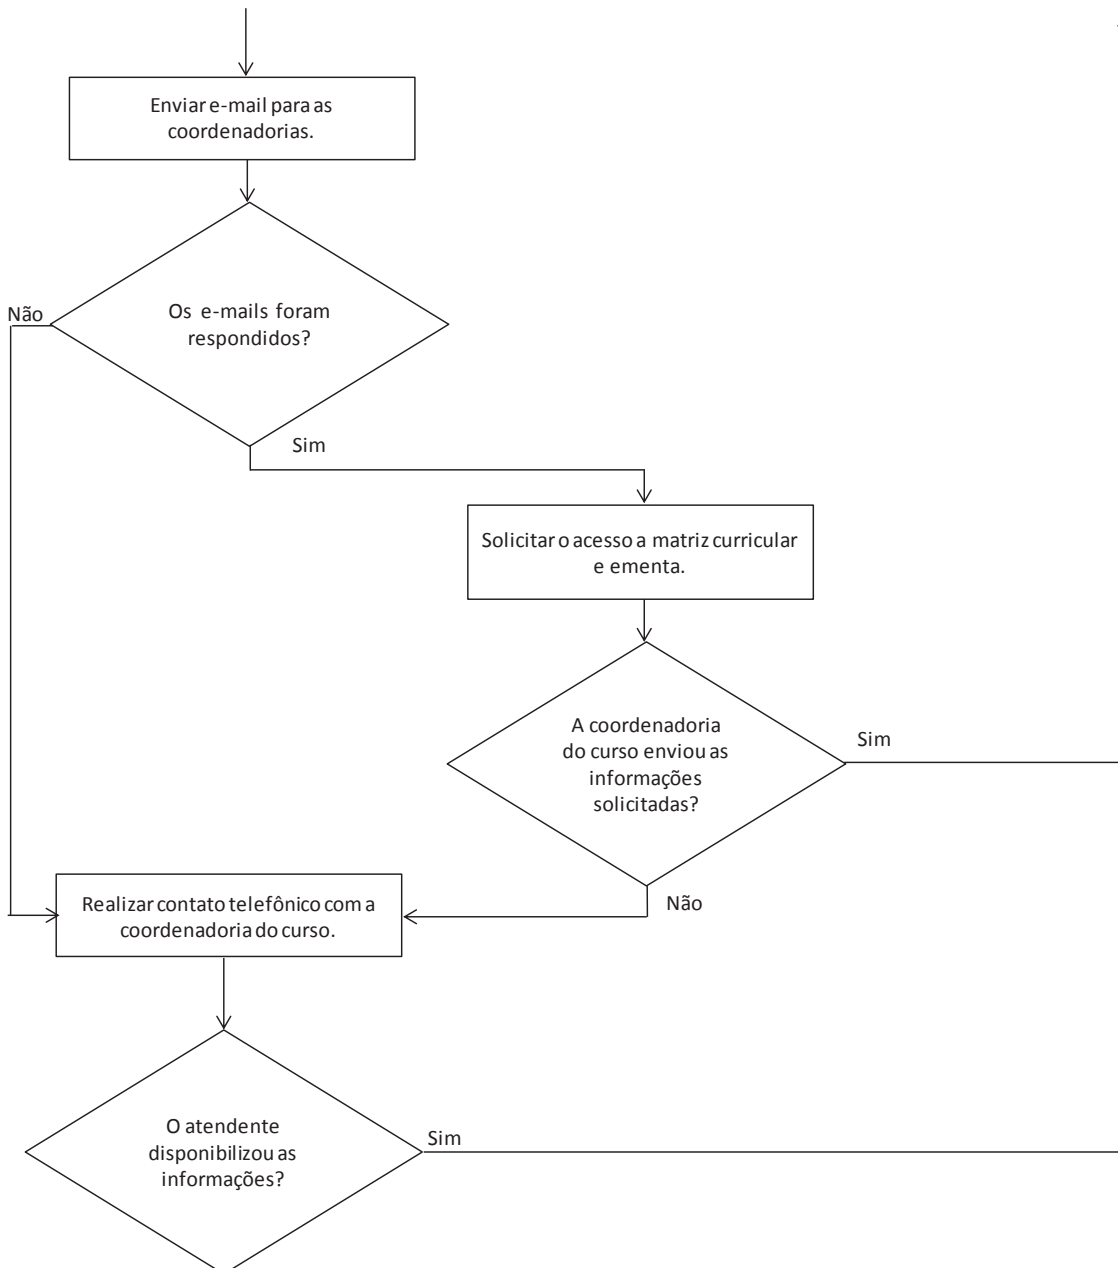 Enviar e-mail para as
coordenadorias.
Não
Os e-mails foram
respondidos?
Sim
Solicitar o acesso a matriz curricular
e ementa.
A coordenadoria
do curso enviou as
informações
solicitadas?
Sim
Não
Realizar contato telefônico com a
coordenadoria do curso.
O atendente
disponibilizou as
informações?
Sim